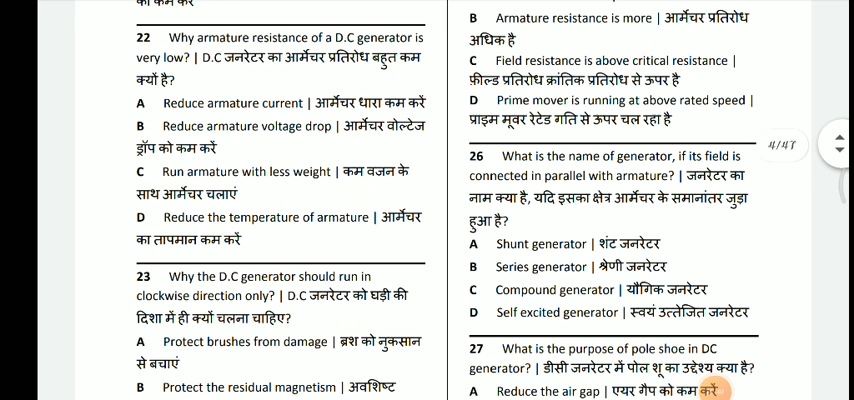 22 Why armature resistance of a D.C generator is
very low? | D.C जनरेटर का आर्मेचर प्रतिरोध बहुत कम
क्यों है?
A Reduce armature current | आर्मेचर धारा कम करें
B Reduce armature voltage drop | आर्मेचर वोल्टेज
ड्रॉप को कम करें
C Run armature with less weight | कम वजन के
साथ आर्मेचर चलाएं
D Reduce the temperature of armature | आर्मेचर
का तापमान कम करें
23 Why the D.C generator should run in
clockwise direction only? | D.C जनरेटर को घड़ी की
दिशा में ही क्यों चलना चाहिए?
A Protect brushes from damage | ब्रश को नुकसान
से बचाएं
B Protect the residual magnetism | अवशिष्ट
B Armature resistance is more | आर्मेचर प्रतिरोध
अधिक है
C Field resistance is above critical resistance |
फ़ील्ड प्रतिरोध क्रांतिक प्रतिरोध से ऊपर है
D Prime mover is running at above rated speed |
प्राइम मूवर रेटेड गति से ऊपर चल रहा है
26 What is the name of generator, if its field is
connected in parallel with armature? | जनरेटर का
नाम क्या है, यदि इसका क्षेत्र आर्मेचर के समानांतर जुड़ा
हुआ है?
A Shunt generator | शंट जनरेटर
B Series generator | श्रेणी जनरेटर
C Compound generator | यौगिक जनरेटर
D Self excited generator | स्वयं उत्तेजित जनरेटर
27 What is the purpose of pole shoe in DC
generator? | डीसी जनरेटर में पोल शू का उद्देश्य क्या है?
A Reduce the air gap | एयर गैप को कम करें
4/47